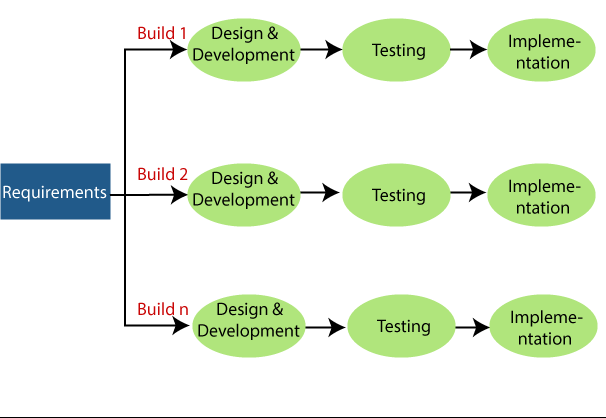 Build 1
Design &
Development
Testing
Impleme-
ntation
Requirements
Build 2
Design &
Development
Testing
Impleme-
ntation
Build n
Design &
Development
Testing
Impleme-
ntation